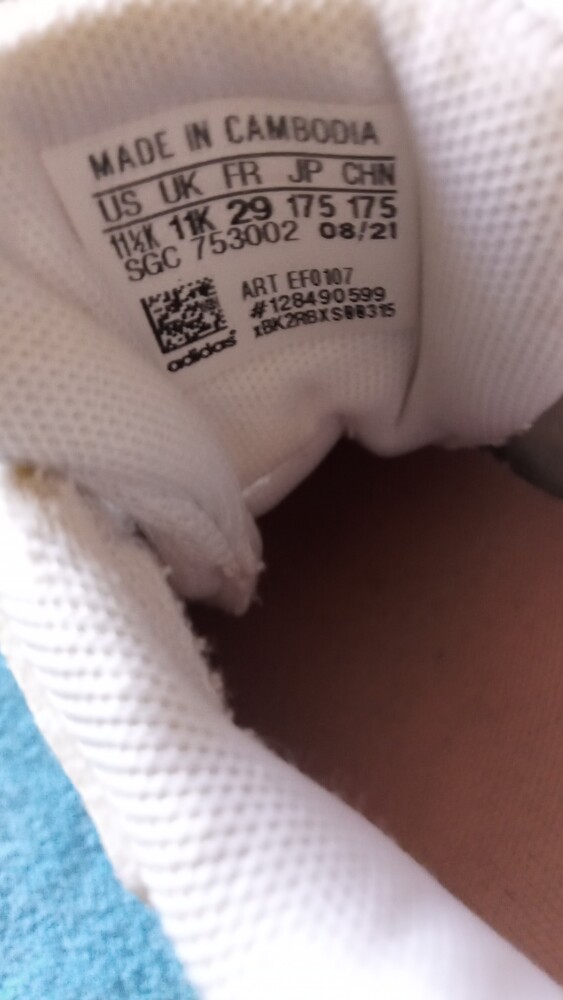 MADE IN CAMBODIA
US UK FR JP CHN
11½K 11K 29 175 175
SGC 753002 08/21
ART EF0107
#128490599
xBK2RBXS00315
adidas